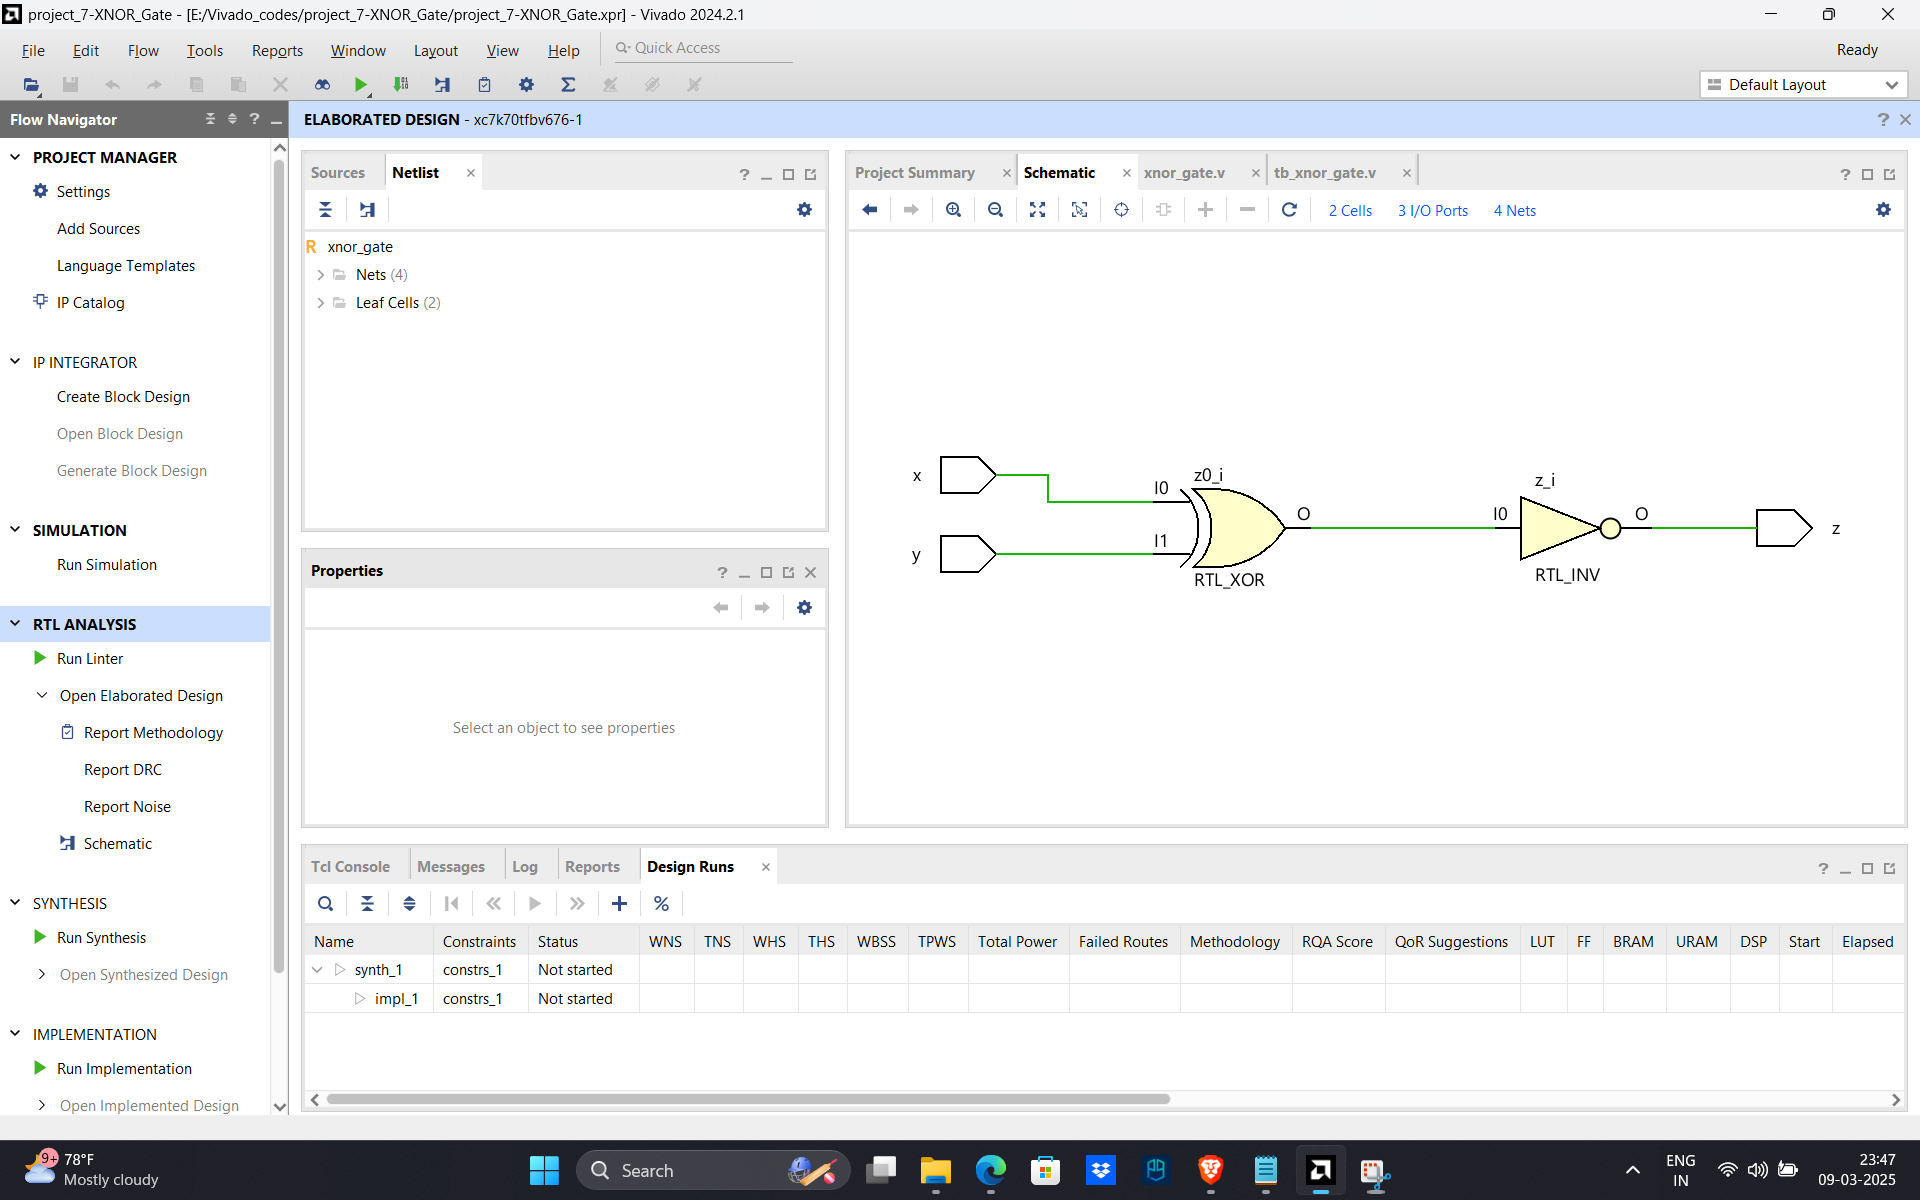 project_7-XNOR_Gate - [E:/Vivado_codes/project_7-XNOR_Gate/project_7-XNOR_Gate.xpr] - Vivado 2024.2.1
File Edit Flow Tools Reports Window Layout View Help Quick Access Ready
Default Layout
Flow Navigator
ELABORATED DESIGN - xc7k70tfbv676-1
PROJECT MANAGER
Settings
Add Sources
Language Templates
IP Catalog
IP INTEGRATOR
Create Block Design
Open Block Design
Generate Block Design
SIMULATION
Run Simulation
RTL ANALYSIS
Run Linter
Open Elaborated Design
Report Methodology
Report DRC
Report Noise
Schematic
SYNTHESIS
Run Synthesis
Open Synthesized Design
IMPLEMENTATION
Run Implementation
Open Implemented Design
Sources Netlist
xnor_gate
Nets (4)
Leaf Cells (2)
Properties
Select an object to see properties
Project Summary Schematic xnor_gate.v tb_xnor_gate.v
2 Cells 3 I/O Ports 4 Nets
x
y
I0
I1
z0_i
O
RTL_XOR
z_i
I0
O
RTL_INV
z
Tcl Console Messages Log Reports Design Runs
Name Constraints Status WNS TNS WHS THS WBSS TPWS Total Power Failed Routes Methodology RQA Score QoR Suggestions LUT FF BRAM URAM DSP Start Elapsed
synth_1 constrs_1 Not started
impl_1 constrs_1 Not started
9+
78°F
Mostly cloudy
Search
ENG
IN
23:47
09-03-2025